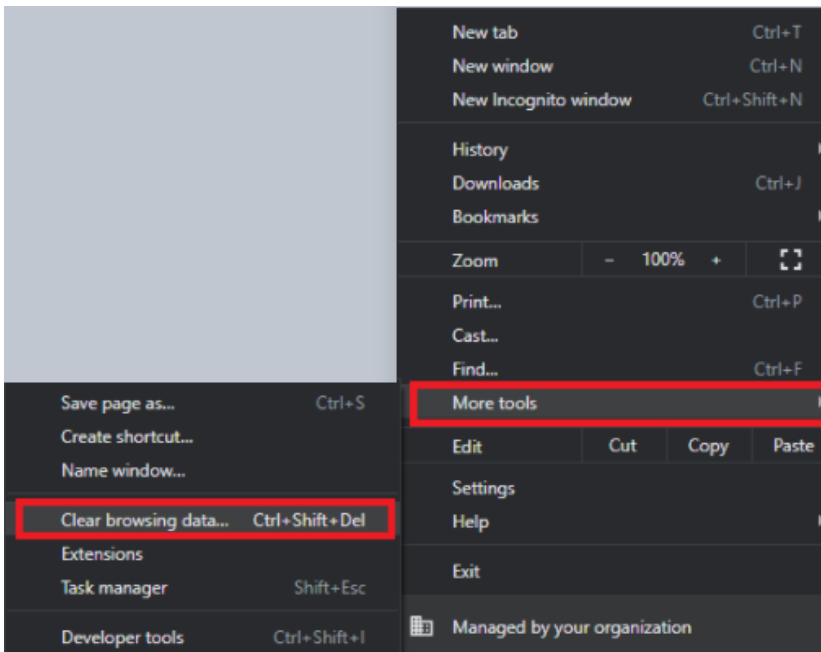 New tab Ctrl+T
New window Ctrl+N
New Incognito window Ctrl+Shift+N
History
Downloads Ctrl+J
Bookmarks
Zoom - 100% +
Print... Ctrl+P
Cast...
Find... Ctrl+F
More tools
Edit Cut Copy Paste
Settings
Help
Exit
Managed by your organization
Save page as... Ctrl+S
Create shortcut...
Name window...
Clear browsing data... Ctrl+Shift+Del
Extensions
Task manager Shift+Esc
Developer tools Ctrl+Shift+I